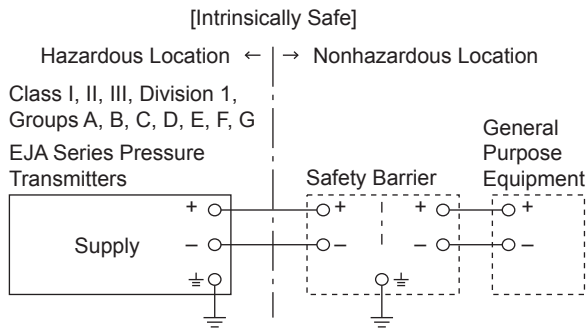 [Intrinsically Safe]
Hazardous Location ← → Nonhazardous Location
Class I, II, III, Division 1,
Groups A, B, C, D, E, F, G
EJA Series Pressure
Transmitters
Safety Barrier
General
Purpose
Equipment
+ + + +
Supply – – – –